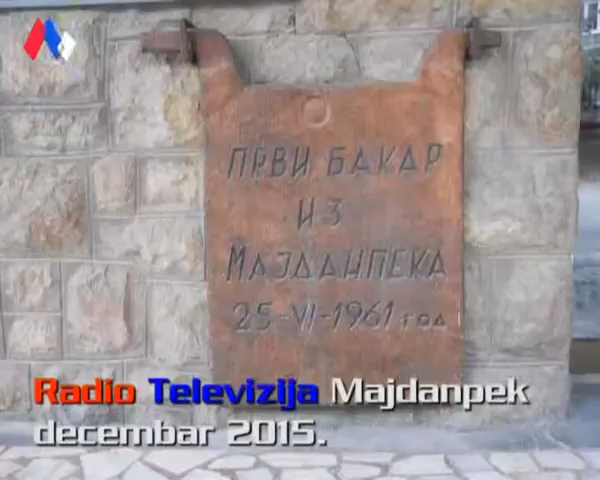 ПРВИ БАКАР
ИЗ
МАЈДАНПЕКА
25-VI-1961 ГОД
Radio Televizija Majdanpek
decembar 2015.